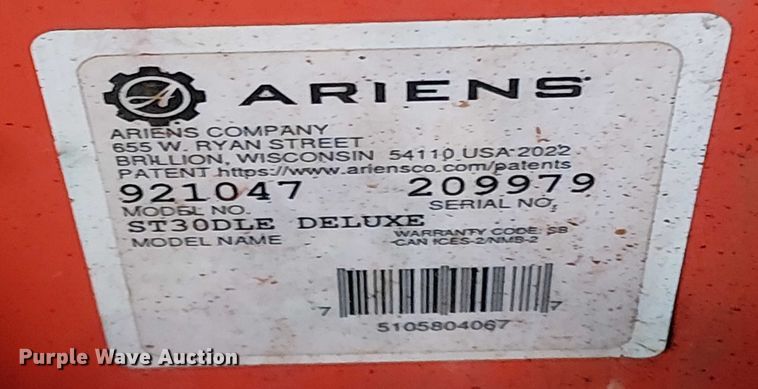 ARIENS
ARIENS COMPANY
655 W. RYAN STREET
BRILLION, WISCONSIN 54110 USA 2022
PATENT https://www.ariensco.com/patents
921047 209979
MODEL NO. SERIAL NO.
ST30DLE DELUXE
MODEL NAME
WARRANTY CODE: SB
CAN ICES-2/NMB-2
7 5105804067 7
Purple Wave Auction